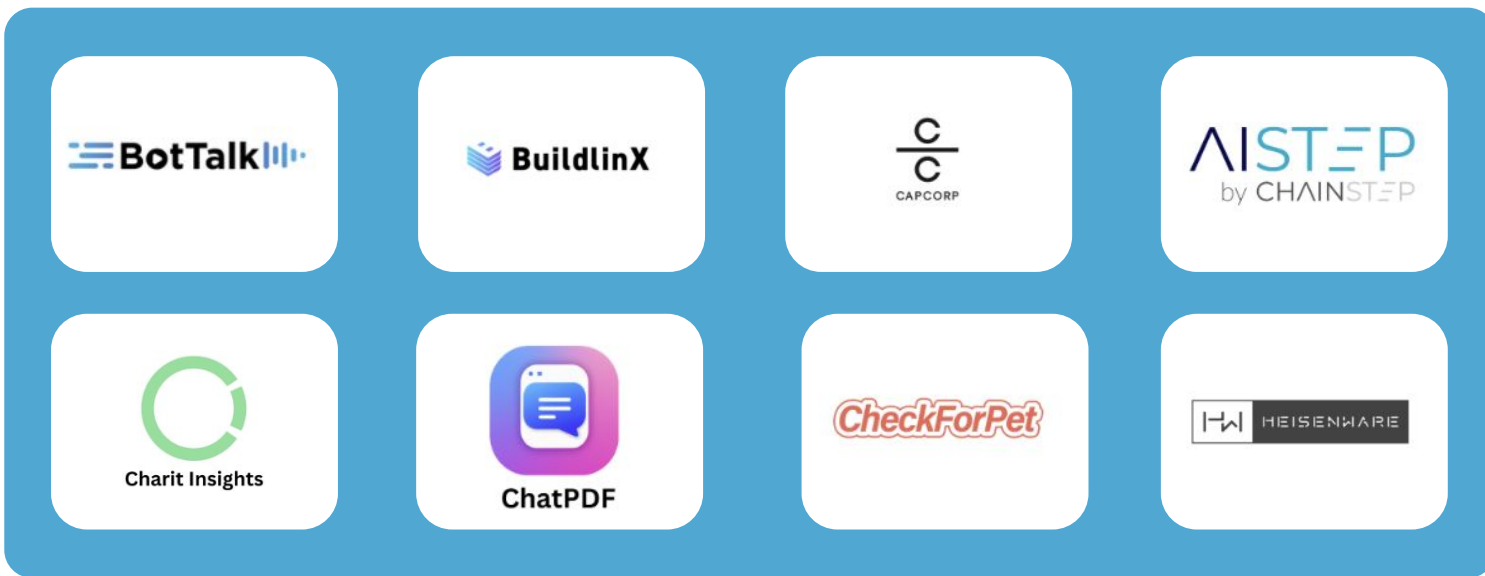 BotTalk
BuildlinX
C
C
CAPCORP
AISTEP
by CHAINSTEP
Charit Insights
ChatPDF
CheckForPet
HW HEISENWARE